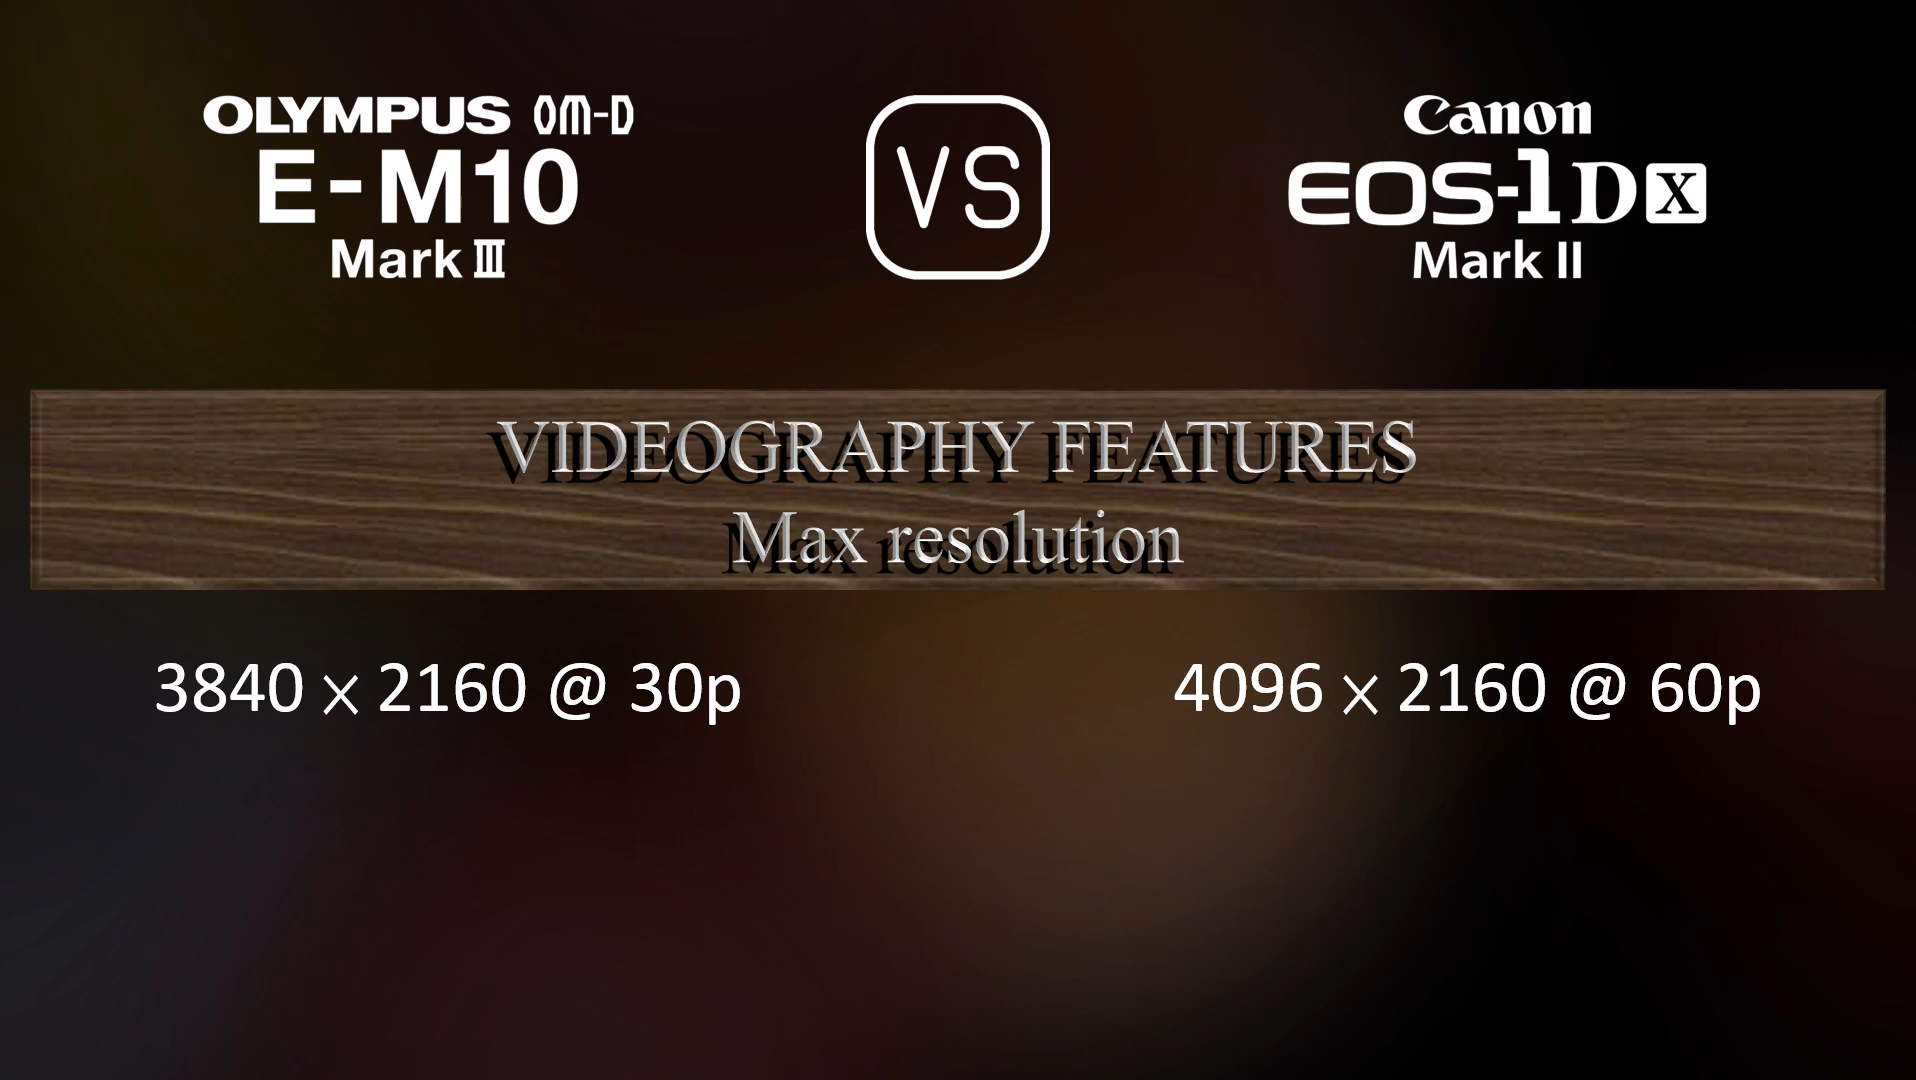 OLYMPUS OM-D
E-M10
Mark III
VS
Canon
EOS-1 D X
Mark II
VIDEOGRAPHY FEATURES
Max resolution
3840 x 2160 @ 30p
4096 x 2160 @ 60p